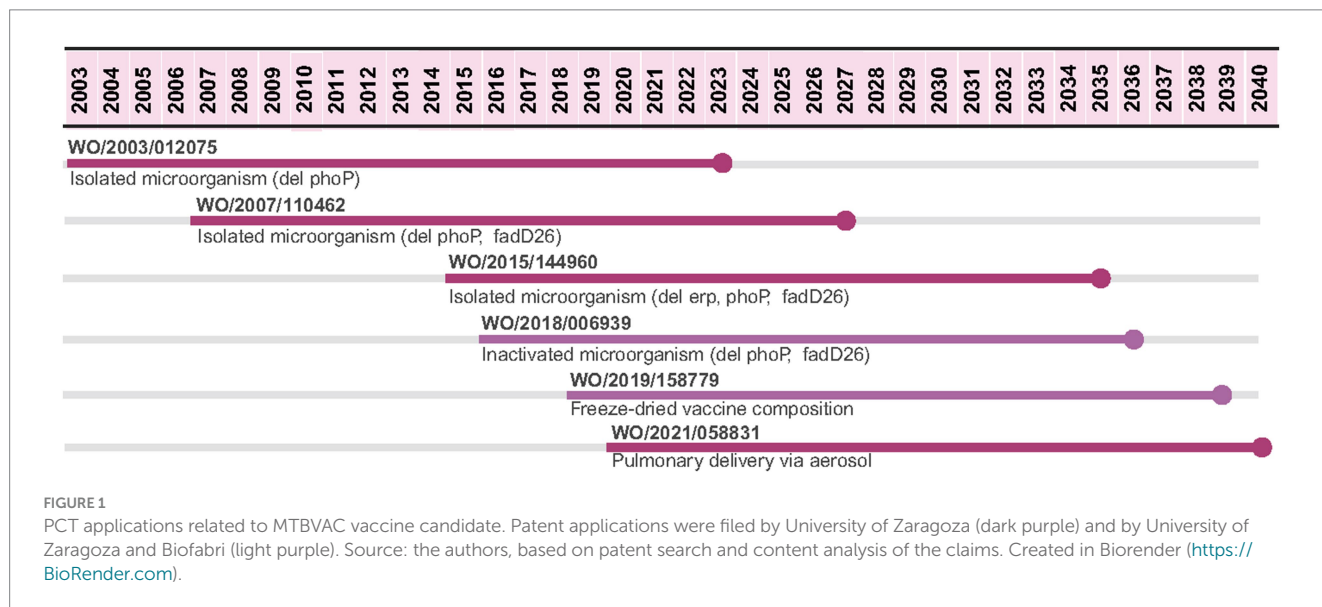 2003 2004 2005 2006 2007 2008 2009 2010 2011 2012 2013 2014 2015 2016 2017 2018 2019 2020 2021 2022 2023 2024 2025 2026 2027 2028 2029 2030 2031 2032 2033 2034 2035 2036 2037 2038 2039 2040
WO/2003/012075
Isolated microorganism (del phoP)
WO/2007/110462
Isolated microorganism (del phoP, fadD26)
WO/2015/144960
Isolated microorganism (del erp, phoP, fadD26)
WO/2018/006939
Inactivated microorganism (del phoP, fadD26)
WO/2019/158779
Freeze-dried vaccine composition
WO/2021/058831
Pulmonary delivery via aerosol
FIGURE 1
PCT applications related to MTBVAC vaccine candidate. Patent applications were filed by University of Zaragoza (dark purple) and by University of
Zaragoza and Biofabri (light purple). Source: the authors, based on patent search and content analysis of the claims. Created in Biorender (https://
BioRender.com).